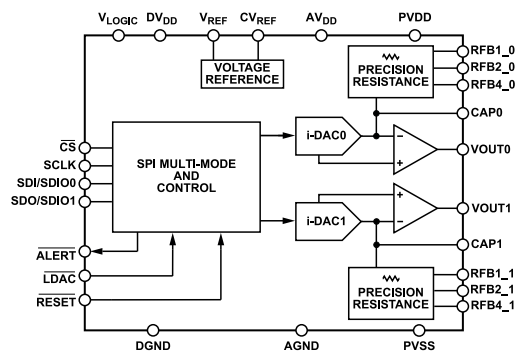 VLOGIC DVDD VREF CVREF AVDD PVDD
VOLTAGE
REFERENCE
PRECISION
RESISTANCE
RFB1_0
RFB2_0
RFB4_0
CAP0
i-DAC0
−
+
VOUT0
CS
SCLK
SDI/SDIO0
SDO/SDIO1
SPI MULTI-MODE
AND
CONTROL
ALERT
LDAC
RESET
i-DAC1
+
−
VOUT1
CAP1
PRECISION
RESISTANCE
RFB1_1
RFB2_1
RFB4_1
DGND AGND PVSS